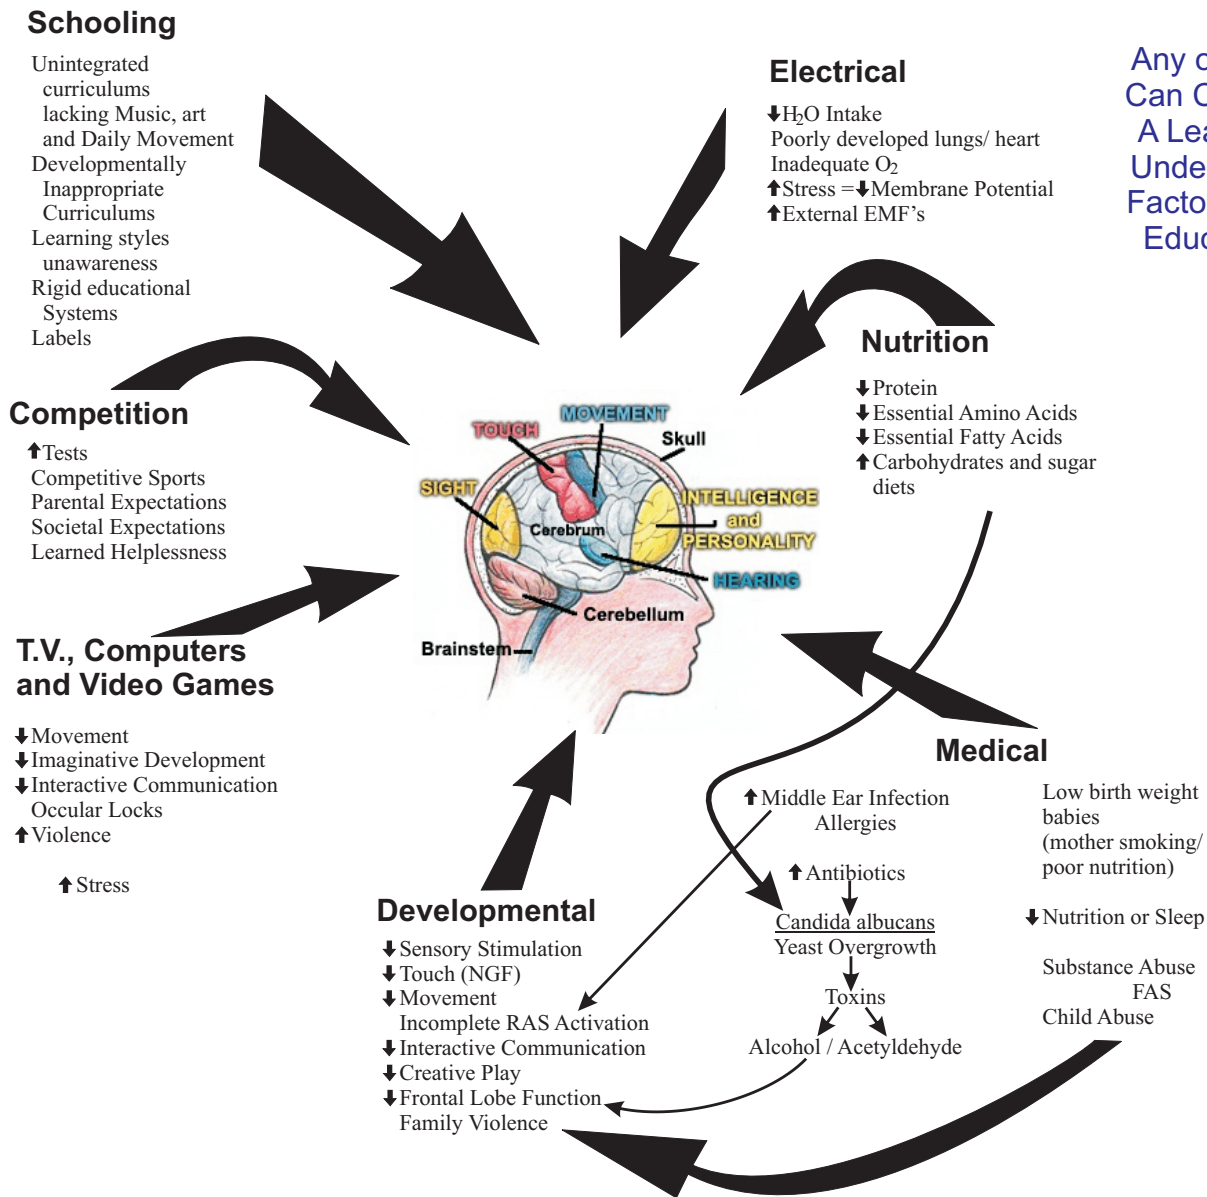 Schooling
Unintegrated
curriculums
lacking Music, art
and Daily Movement
Developmentally
Inappropriate
Curriculums
Learning styles
unawareness
Rigid educational
Systems
Labels
Electrical
⬇H₂O Intake
Poorly developed lungs/ heart
Inadequate O₂
⬆Stress =⬇Membrane Potential
⬆External EMF's
Any
Can
A
Nutrition
⬇Protein
⬇Essential Amino Acids
⬇Essential Fatty Acids
⬆Carbohydrates and sugar
diets
Competition
⬆Tests
Competitive Sports
Parental Expectations
Societal Expectations
Learned Helplessness
MOVEMENT
TOUCH
Skull
SIGHT
INTELLIGENCE
and
PERSONALITY
Cerebrum
HEARING
Cerebellum
Brainstem
T.V., Computers
and Video Games
⬇Movement
⬇Imaginative Development
⬇Interactive Communication
Occular Locks
⬆Violence
⬆Stress
Medical
⬆Middle Ear Infection
Allergies
⬆Antibiotics
Candida albucans
Yeast Overgrowth
Toxins
Alcohol / Acetyldehyde
Low birth weight
babies
(mother smoking/
poor nutrition)
⬇Nutrition or Sleep
Substance Abuse
FAS
Child Abuse
Developmental
⬇Sensory Stimulation
⬇Touch (NGF)
⬇Movement
Incomplete RAS Activation
⬇Interactive Communication
⬇Creative Play
⬇Frontal Lobe Function
Family Violence